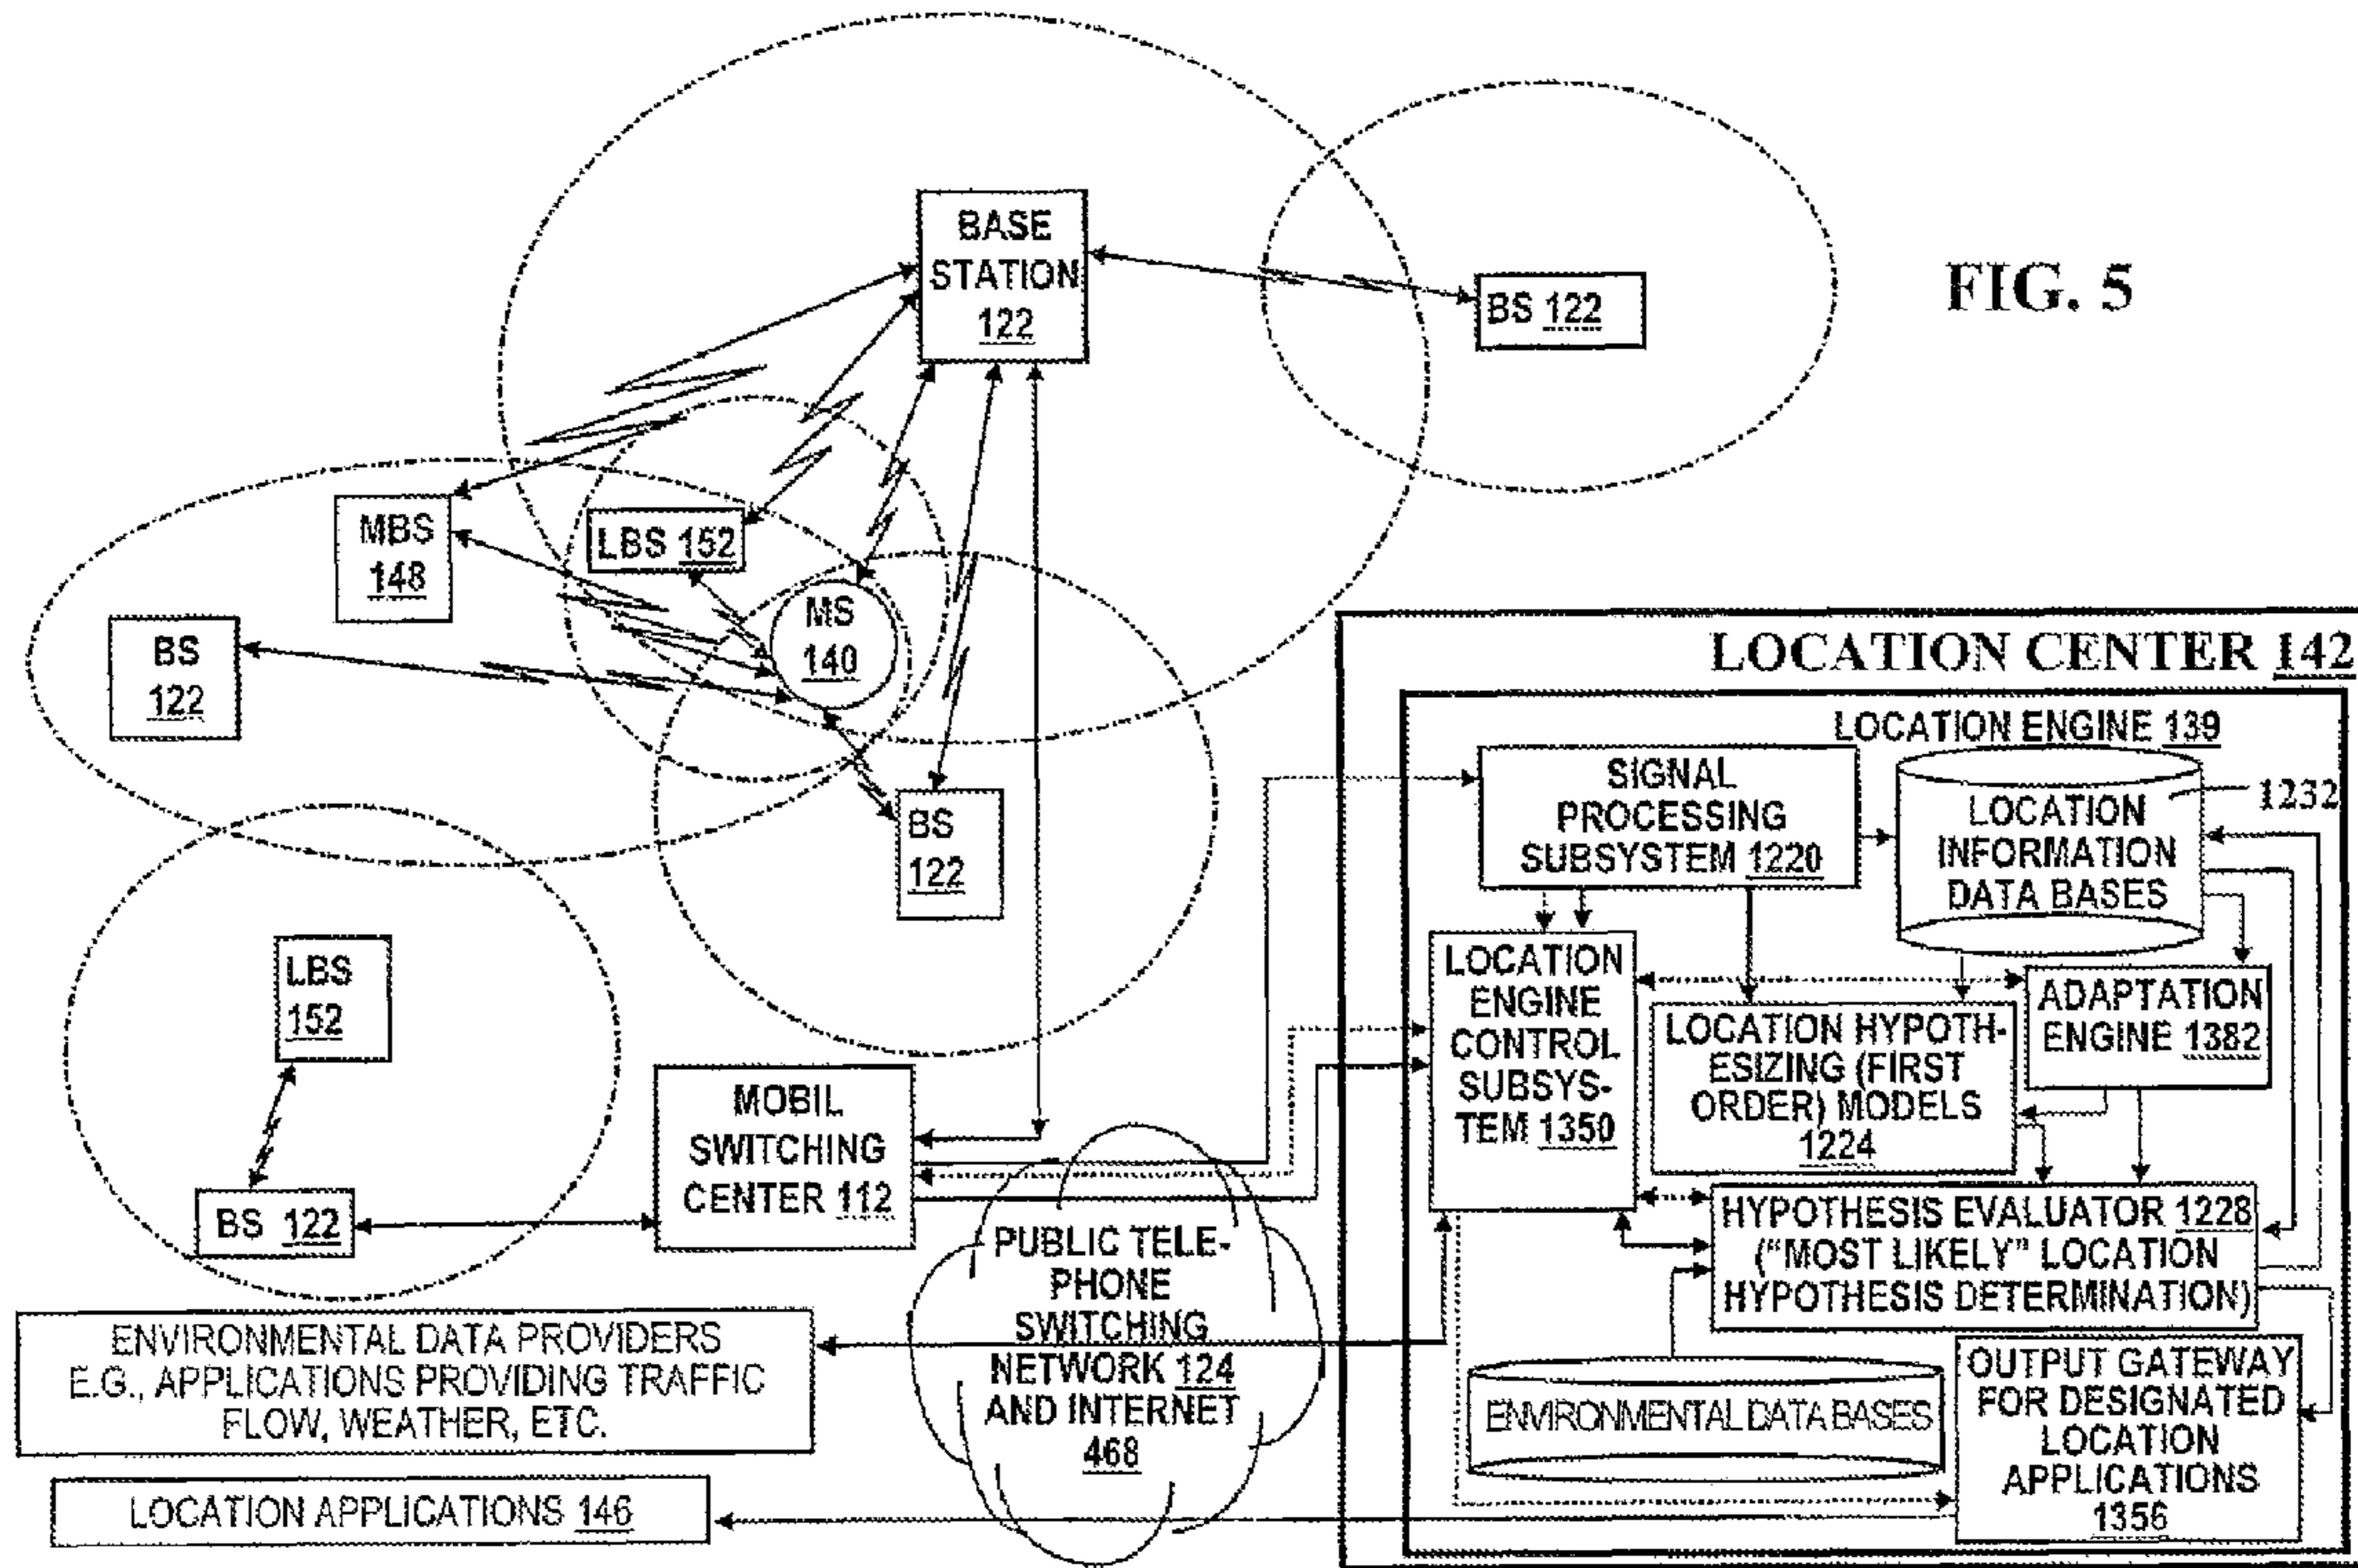 FIG. 5
BASE
STATION
122
BS 122
MBS
148
LBS 152
MS
140
BS
122
BS
122
LBS
152
BS 122
MOBIL
SWITCHING
CENTER 112
PUBLIC TELE-
PHONE
SWITCHING
NETWORK 124
AND INTERNET
468
ENVIRONMENTAL DATA PROVIDERS
E.G., APPLICATIONS PROVIDING TRAFFIC
FLOW, WEATHER, ETC.
LOCATION APPLICATIONS 146
LOCATION CENTER 142
LOCATION ENGINE 139
SIGNAL
PROCESSING
SUBSYSTEM 1220
LOCATION
INFORMATION
DATA BASES
1232
LOCATION
ENGINE
CONTROL
SUBSYS-
TEM 1350
LOCATION HYPOTH-
ESIZING (FIRST
ORDER) MODELS
1224
ADAPTATION
ENGINE 1382
HYPOTHESIS EVALUATOR 1228
("MOST LIKELY" LOCATION
HYPOTHESIS DETERMINATION)
ENVIRONMENTAL DATA BASES
OUTPUT GATEWAY
FOR DESIGNATED
LOCATION
APPLICATIONS
1356